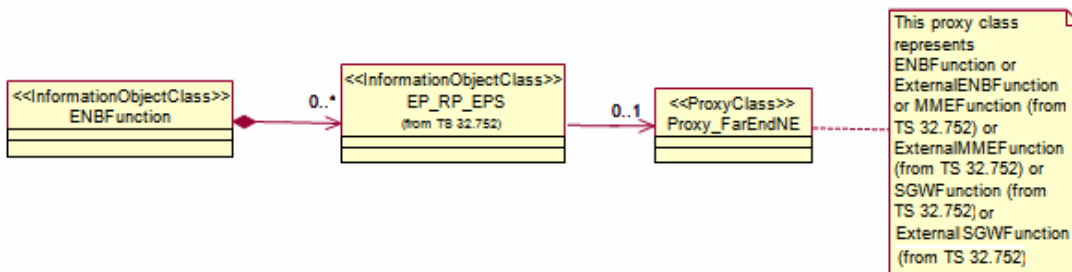 <<InformationObjectClass>>
ENBFunction
0..*
<<InformationObjectClass>>
EP_RP_EPS
(from TS 32.752)
0..1
<<ProxyClass>>
Proxy_FarEndNE
This proxy class
represents
ENBFunction or
ExternalENBFunction
or MMEFunction (from
TS 32.752) or
ExternalMMEFunction
(from TS 32.752) or
SGWFunction (from
TS 32.752) or
External SGWFunction
(from TS 32.752)